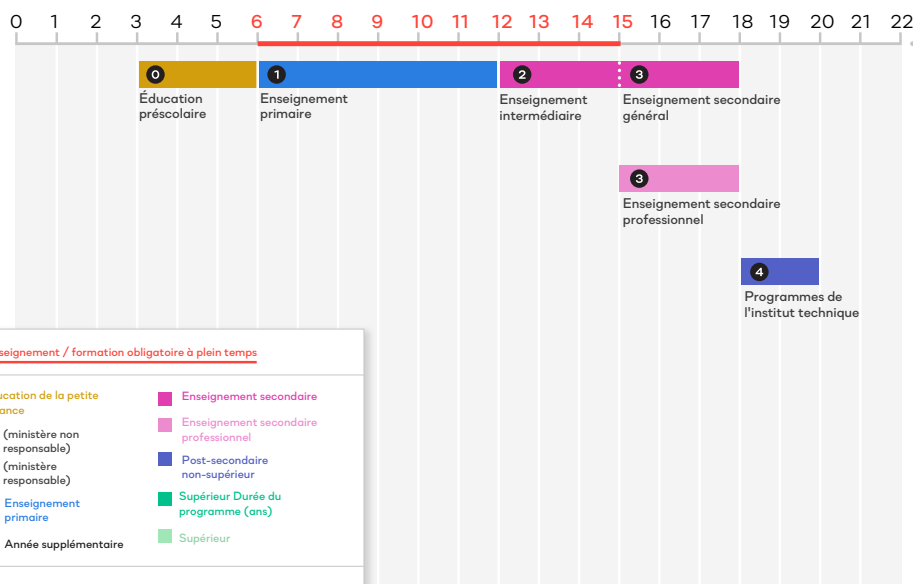 0 1 2 3 4 5 6 7 8 9 10 11 12 13 14 15 16 17 18 19 20 21 22
0
1
2
3
Éducation
préscolaire
Enseignement
primaire
Enseignement
intermédiaire
Enseignement secondaire
général
3
Enseignement secondaire
professionnel
4
Programmes de
l'institut technique
seignement / formation obligatoire à plein temps
ucation de la petite
ance
(ministère non
responsable)
(ministère
responsable)
Enseignement
primaire
Année supplémentaire
Enseignement secondaire
Enseignement secondaire
professionnel
Post-secondaire
non-supérieur
Supérieur Durée du
programme (ans)
Supérieur